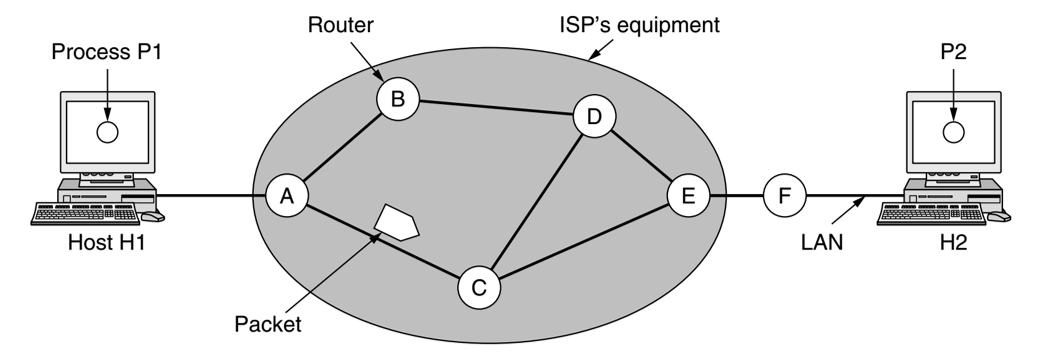 Router
ISP's equipment
Process P1
P2
B
D
A
E
F
Host H1
LAN
H2
C
Packet